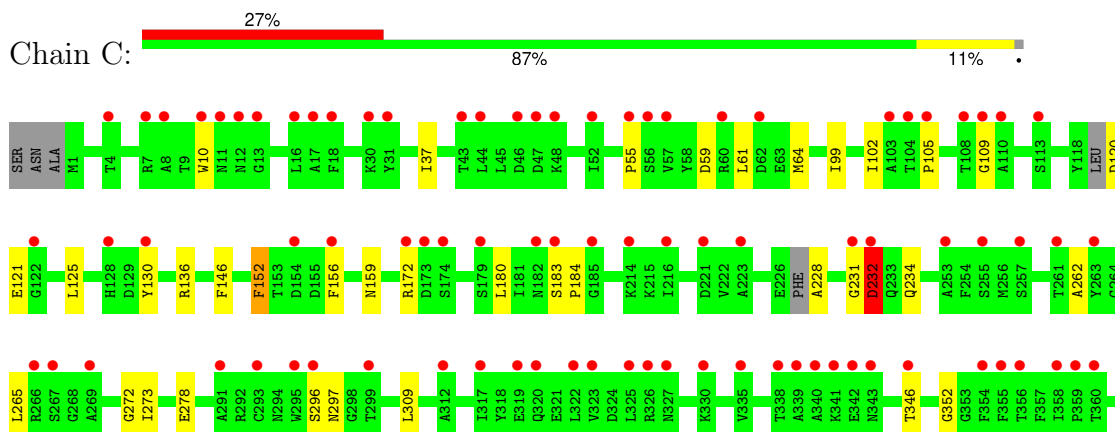 27%
Chain C:
87% 11% •
SER ASN ALA M1 T4 R7 A8 T9 W10 N11 N12 G13 L16 A17 F18 K30 Y31 I37 T43 L44 L45 D46 D47 K48 I52 P55 S56 V57 Y58 D59 R60 L61 D62 E63 M64 I99 I102 A103 T104 P105 T108 G109 A110 S113 Y118 LEU D120
E121 G122 L125 H128 D129 Y130 R136 F146 F152 T153 D154 D155 F156 N159 R172 D173 S174 S179 L180 I181 N182 S183 P184 G185 K214 K215 I216 D221 V222 A223 E226 PHE A228 G231 D232 Q233 Q234 A253 F254 S255 M256 S257 T261 A262 Y263 G264
L265 R266 S267 G268 A269 G272 I273 E278 A291 R292 C293 N294 W295 S296 N297 G298 T299 L309 A312 I317 Y318 E319 Q320 E321 L322 V323 D324 L325 R326 N327 K330 V335 T338 A339 A340 K341 E342 N343 T346 G352 G353 F354 F355 T356 F357 I358 P359 T360